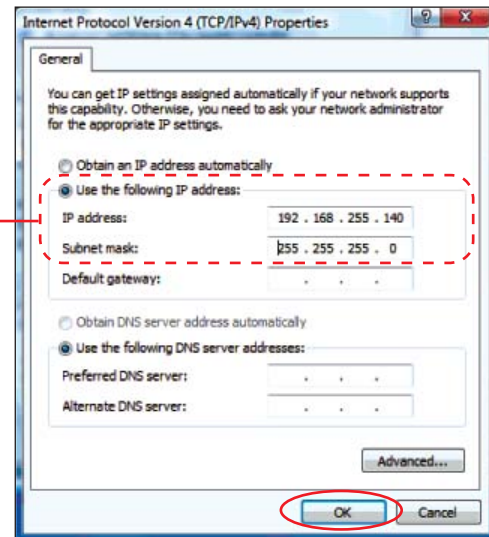 Internet Protocol Version 4 (TCP/IPv4) Properties
General
You can get IP settings assigned automatically if your network supports
this capability. Otherwise, you need to ask your network administrator
for the appropriate IP settings.
Obtain an IP address automatically
Use the following IP address:
IP address: 192 . 168 . 255 . 140
Subnet mask: 255 . 255 . 255 . 0
Default gateway: . . .
Obtain DNS server address automatically
Use the following DNS server addresses:
Preferred DNS server: . . .
Alternate DNS server: . . .
Advanced...
OK Cancel